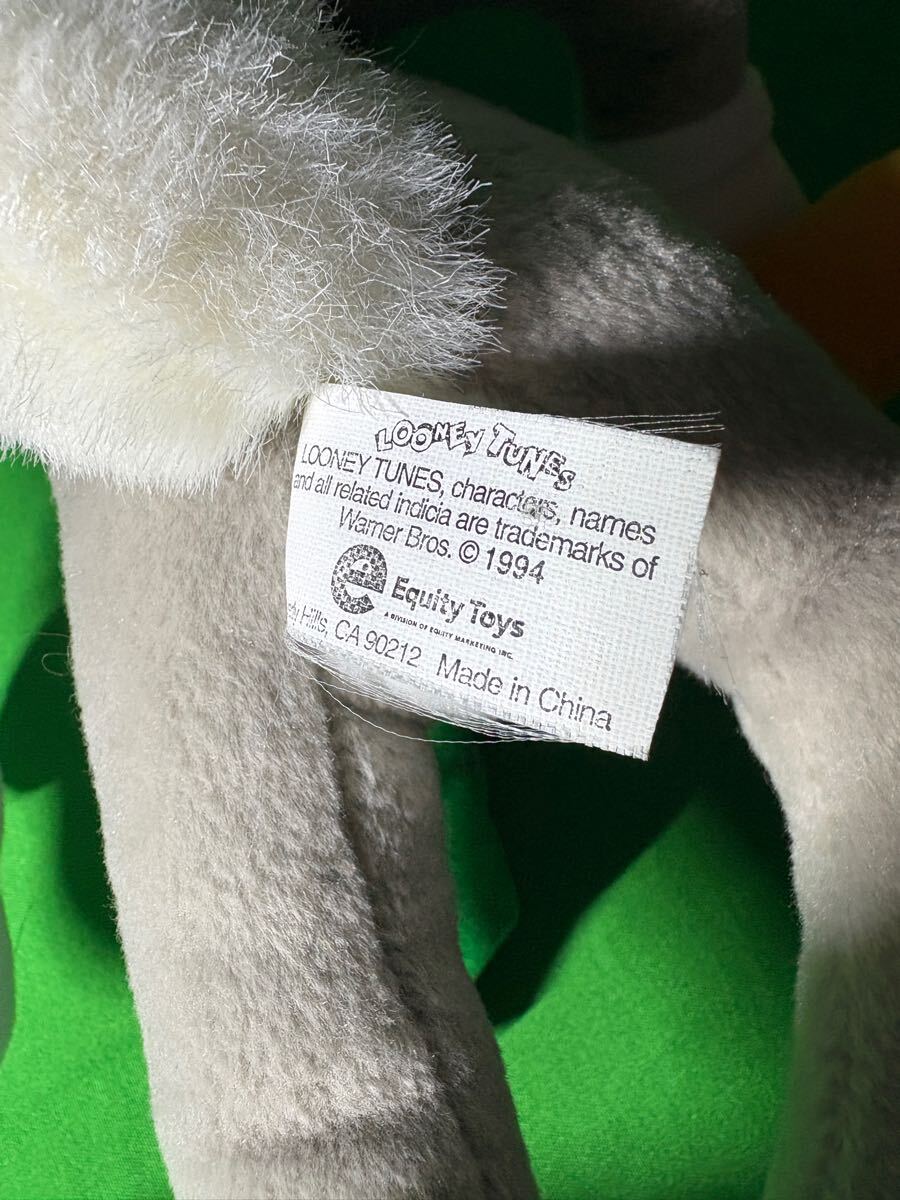 LOONEY TUNES
LOONEY TUNES, characters, names
and all related indicia are trademarks of
Warner Bros. © 1994
e Equity Toys
A DIVISION OF EQUITY MARKETING INC.
Hills, CA 90212 Made in China